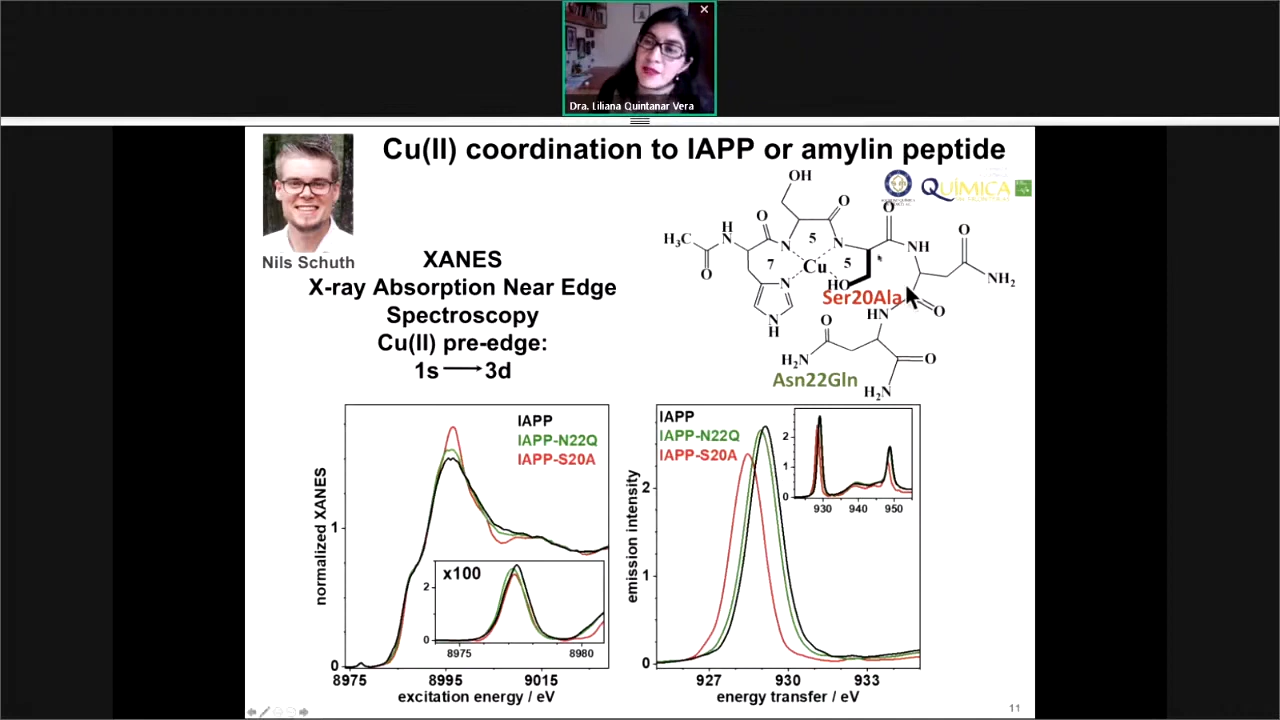 Dra. Liliana Quintanar Vera
Cu(II) coordination to IAPP or amylin peptide
Nils Schuth
XANES
X-ray Absorption Near Edge
Spectroscopy
Cu(II) pre-edge:
1s → 3d
QUÍMICA
OH
O
O
O
H
N
H₃C
O
N
5
N
NH
O
7
Cu
5
NH₂
N
HO
Ser20Ala
O
N
H
HN
O
H₂N
O
Asn22Gln
H₂N
IAPP
IAPP-N22Q
IAPP-S20A
normalized XANES
1
0
x100
2
0
8975
8980
8975
8995
9015
excitation energy / eV
IAPP
IAPP-N22Q
IAPP-S20A
emission intensity
2
1
0
2
1
0
930
940
950
927
930
933
energy transfer / eV
11